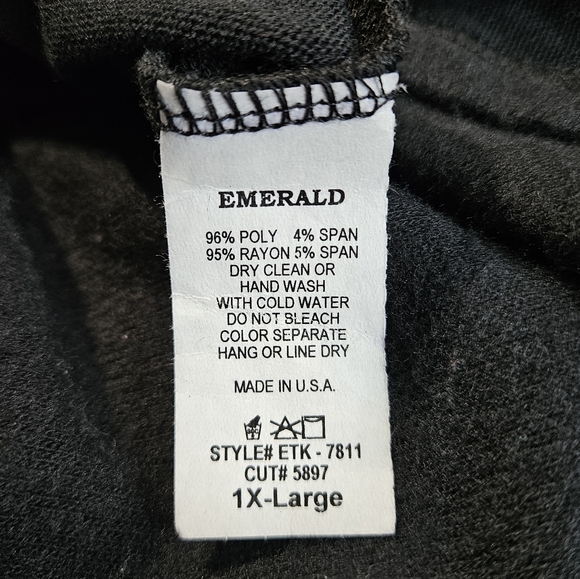 EMERALD
96% POLY 4% SPAN
95% RAYON 5% SPAN
DRY CLEAN OR
HAND WASH
WITH COLD WATER
DO NOT BLEACH
COLOR SEPARATE
HANG OR LINE DRY
MADE IN U.S.A.
STYLE# ETK - 7811
CUT# 5897
1X-Large